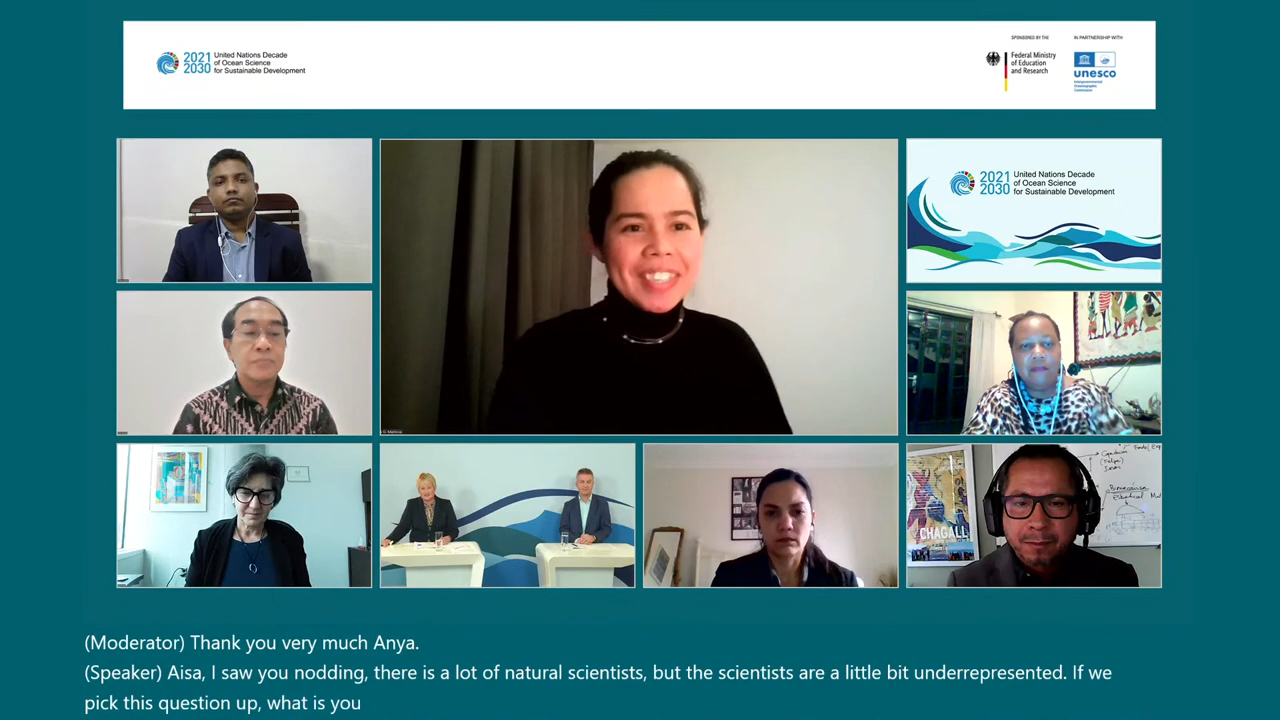 SPONSORED BY THE
IN PARTNERSHIP WITH
2021
2030
United Nations Decade
of Ocean Science
for Sustainable Development
Federal Ministry
of Education
and Research
unesco
Intergovernmental
Oceanographic
Commission
2021
2030
United Nations Decade
of Ocean Science
for Sustainable Development
CHAGALL
(Moderator) Thank you very much Anya.
(Speaker) Aisa, I saw you nodding, there is a lot of natural scientists, but the scientists are a little bit underrepresented. If we
pick this question up, what is you